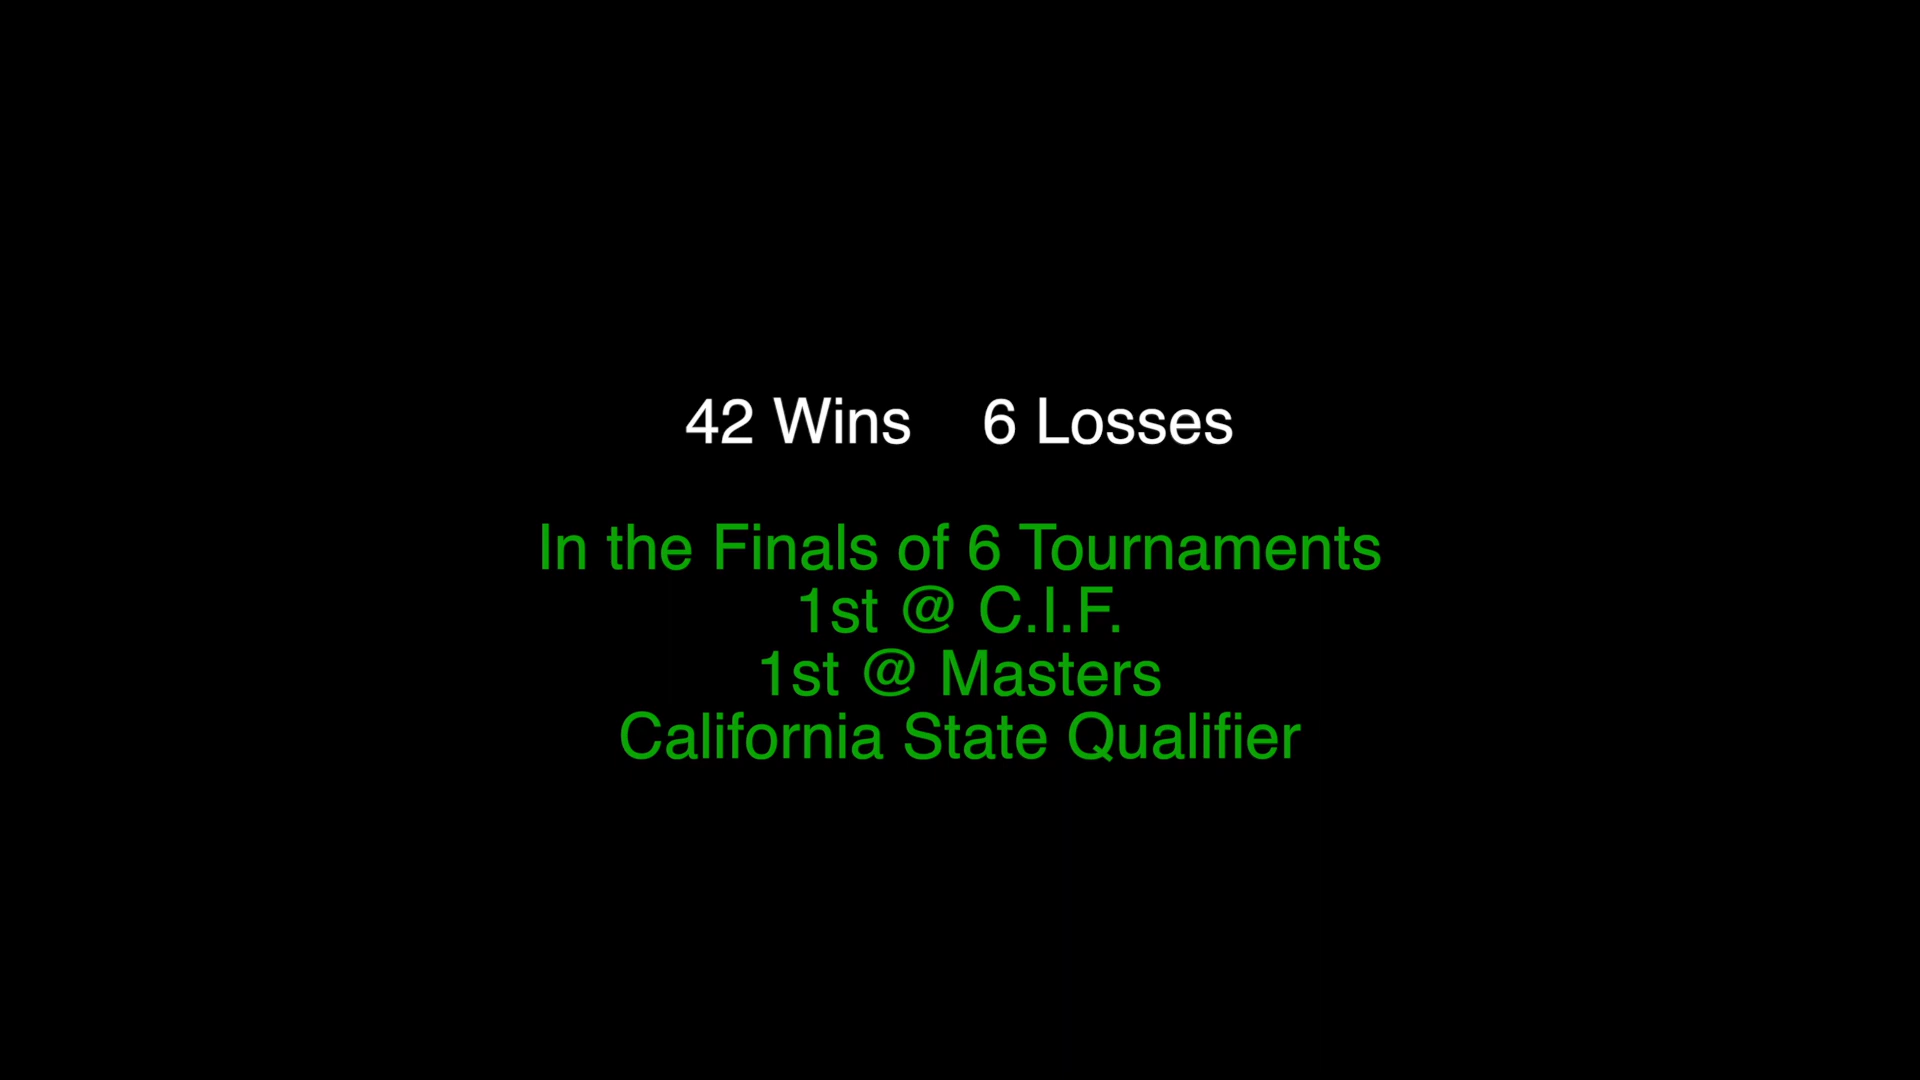 42 Wins    6 Losses
In the Finals of 6 Tournaments
1st @ C.I.F.
1st @ Masters
California State Qualifier